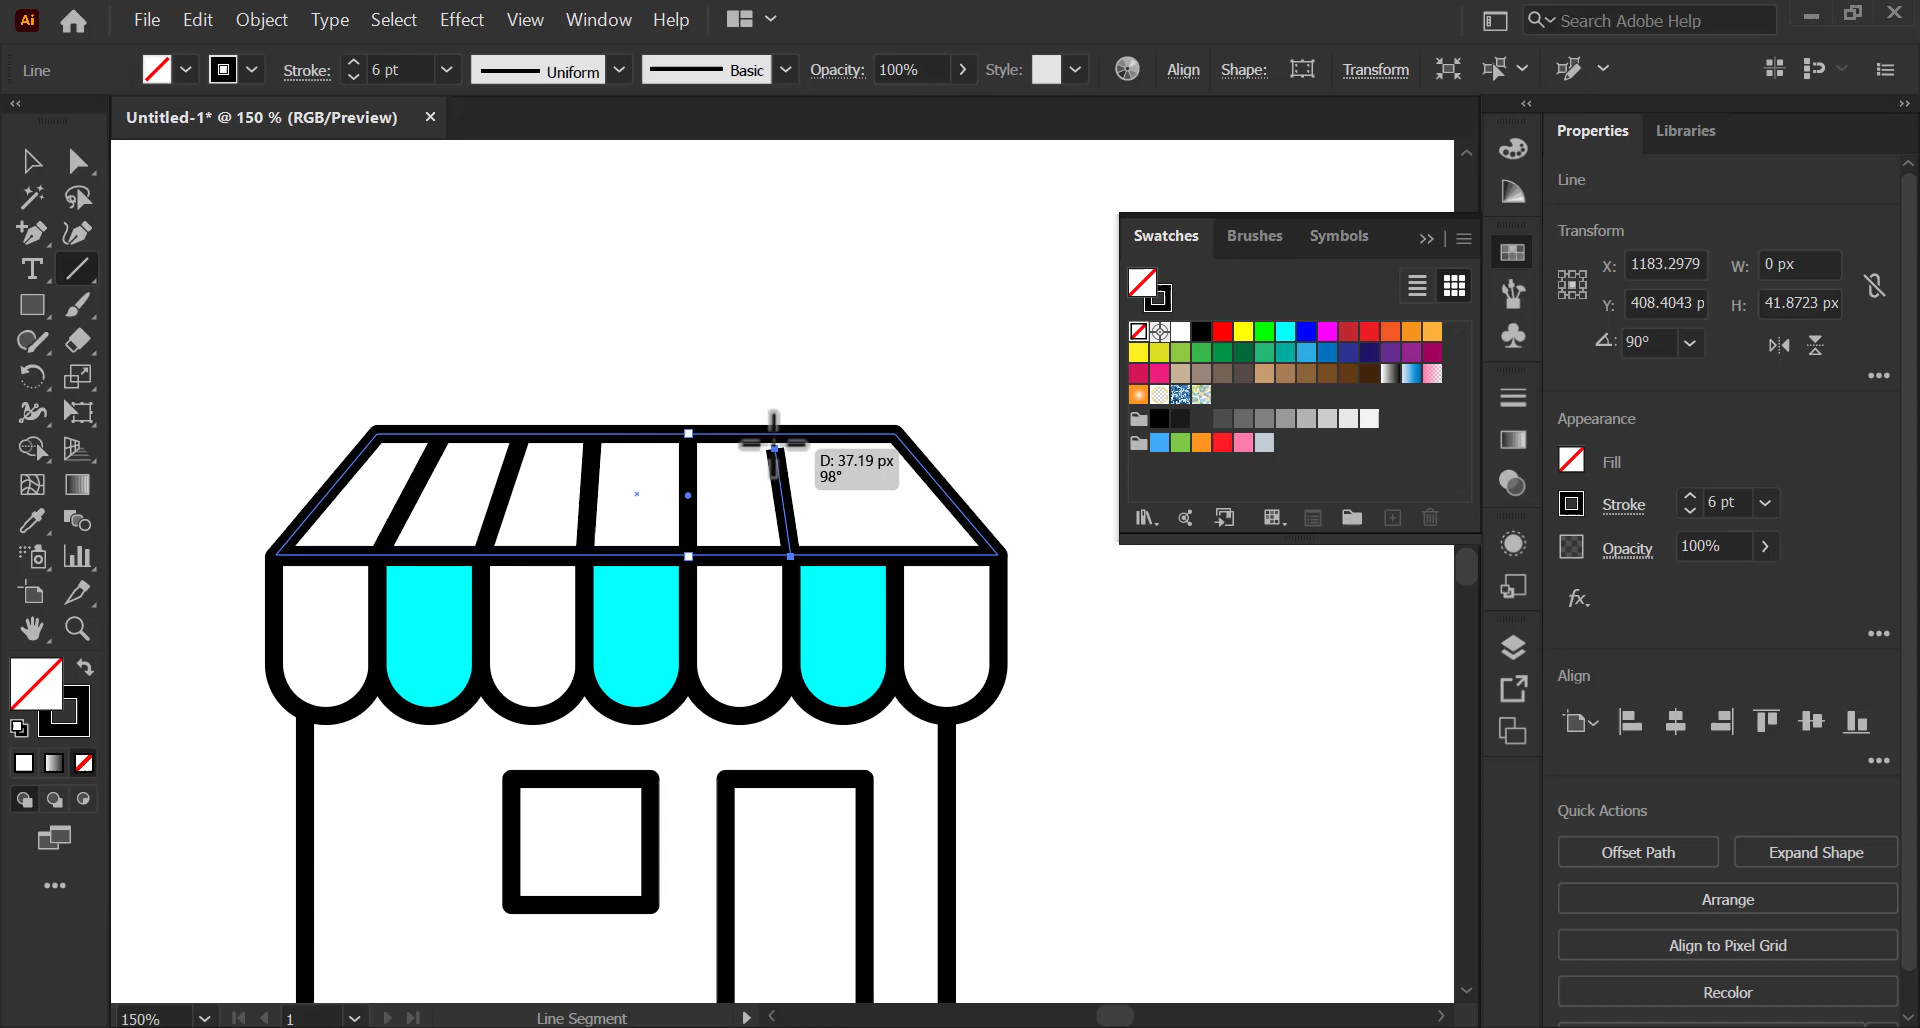 Ai File Edit Object Type Select Effect View Window Help Search Adobe Help
Line Stroke: 6 pt Uniform Basic Opacity: 100% Style: Align Shape: Transform
Untitled-1* @ 150 % (RGB/Preview)
Properties Libraries
Line
Transform
X: 1183.2979 W: 0 px
Y: 408.4043 p H: 41.8723 px
90°
Appearance
Fill
Stroke 6 pt
Opacity 100%
fx
Align
Quick Actions
Offset Path Expand Shape
Arrange
Align to Pixel Grid
Recolor
Swatches Brushes Symbols
D: 37.19 px
98°
150% 1 Line Segment